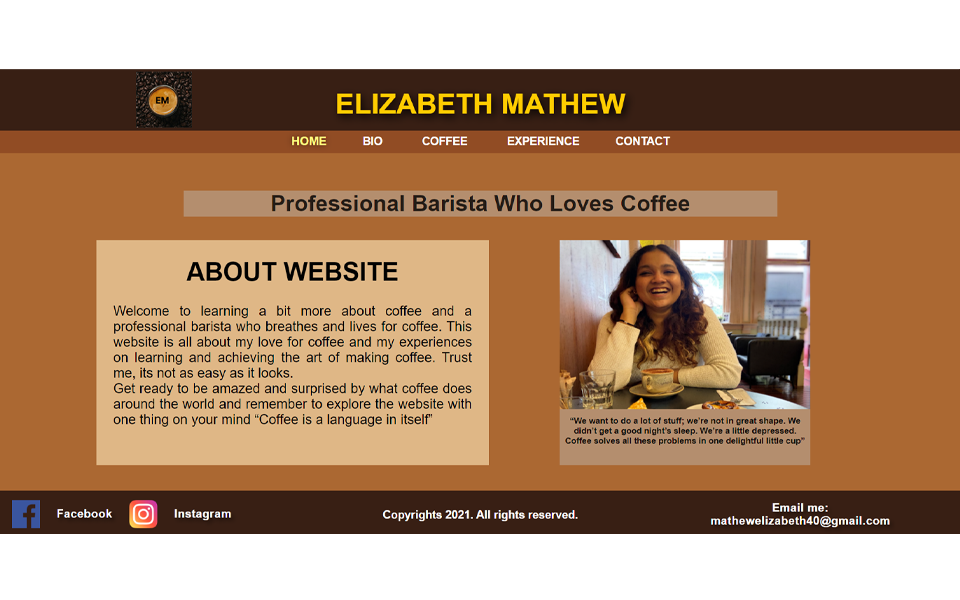 EM
ELIZABETH MATHEW
HOME BIO COFFEE EXPERIENCE CONTACT
Professional Barista Who Loves Coffee
ABOUT WEBSITE
Welcome to learning a bit more about coffee and a
professional barista who breathes and lives for coffee. This
website is all about my love for coffee and my experiences
on learning and achieving the art of making coffee. Trust
me, its not as easy as it looks.
Get ready to be amazed and surprised by what coffee does
around the world and remember to explore the website with
one thing on your mind “Coffee is a language in itself”
“We want to do a lot of stuff; we’re not in great shape. We
didn’t get a good night’s sleep. We’re a little depressed.
Coffee solves all these problems in one delightful little cup”
Facebook Instagram
Copyrights 2021. All rights reserved.
Email me:
mathewelizabeth40@gmail.com